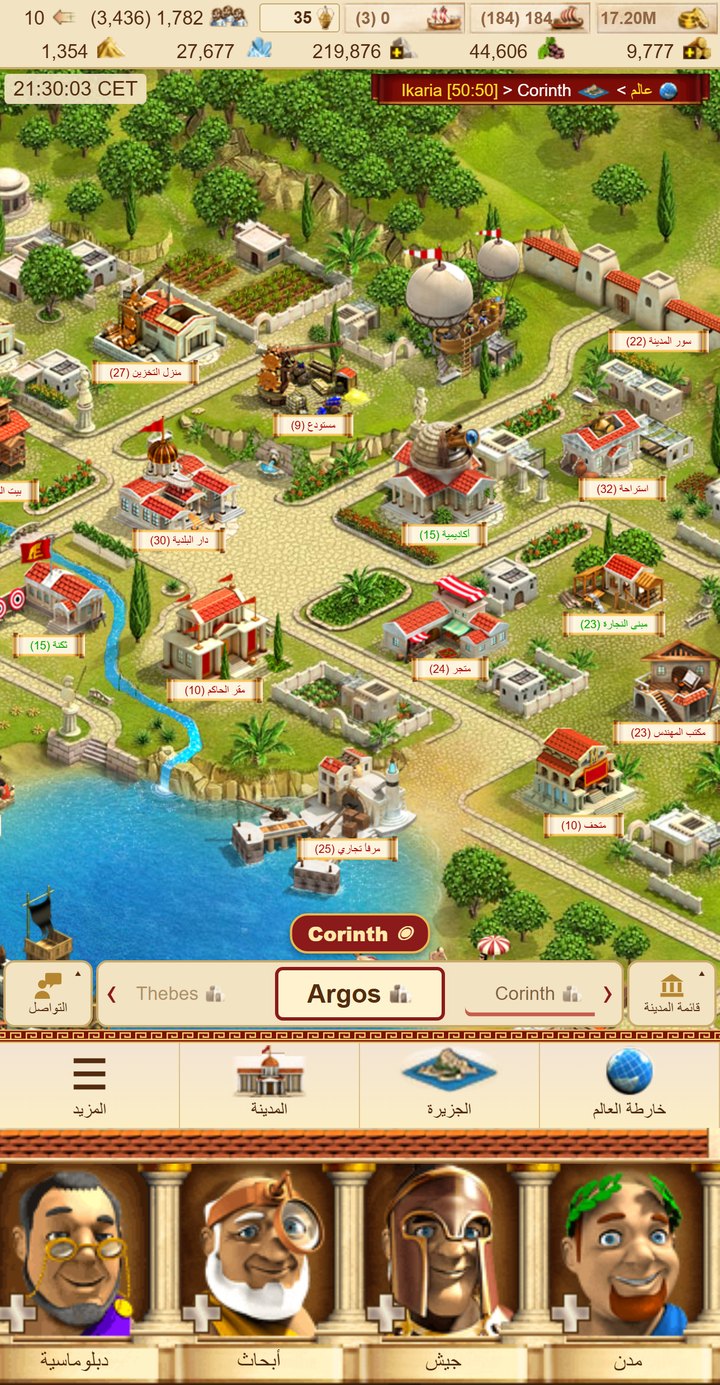 10 (3,436) 1,782 35 (3) 0 (184) 184 17.20M
1,354 27,677 219,876 44,606 9,777
21:30:03 CET
عالم > Ikaria [50:50] > Corinth
سور المدينة (22)
منزل التخزين (27)
مستودع (9)
استراحة (32)
دار البلدية (30)
أكاديمية (15)
مبنى النجارة (23)
ثكنة (15)
متجر (24)
مقر الحاكم (10)
مكتب المهندس (23)
متحف (10)
مرفأ تجاري (25)
Corinth
التواصل
Thebes
Argos
Corinth
قائمة المدينة
المزيد
المدينة
الجزيرة
خارطة العالم
دبلوماسية
أبحاث
جيش
مدن